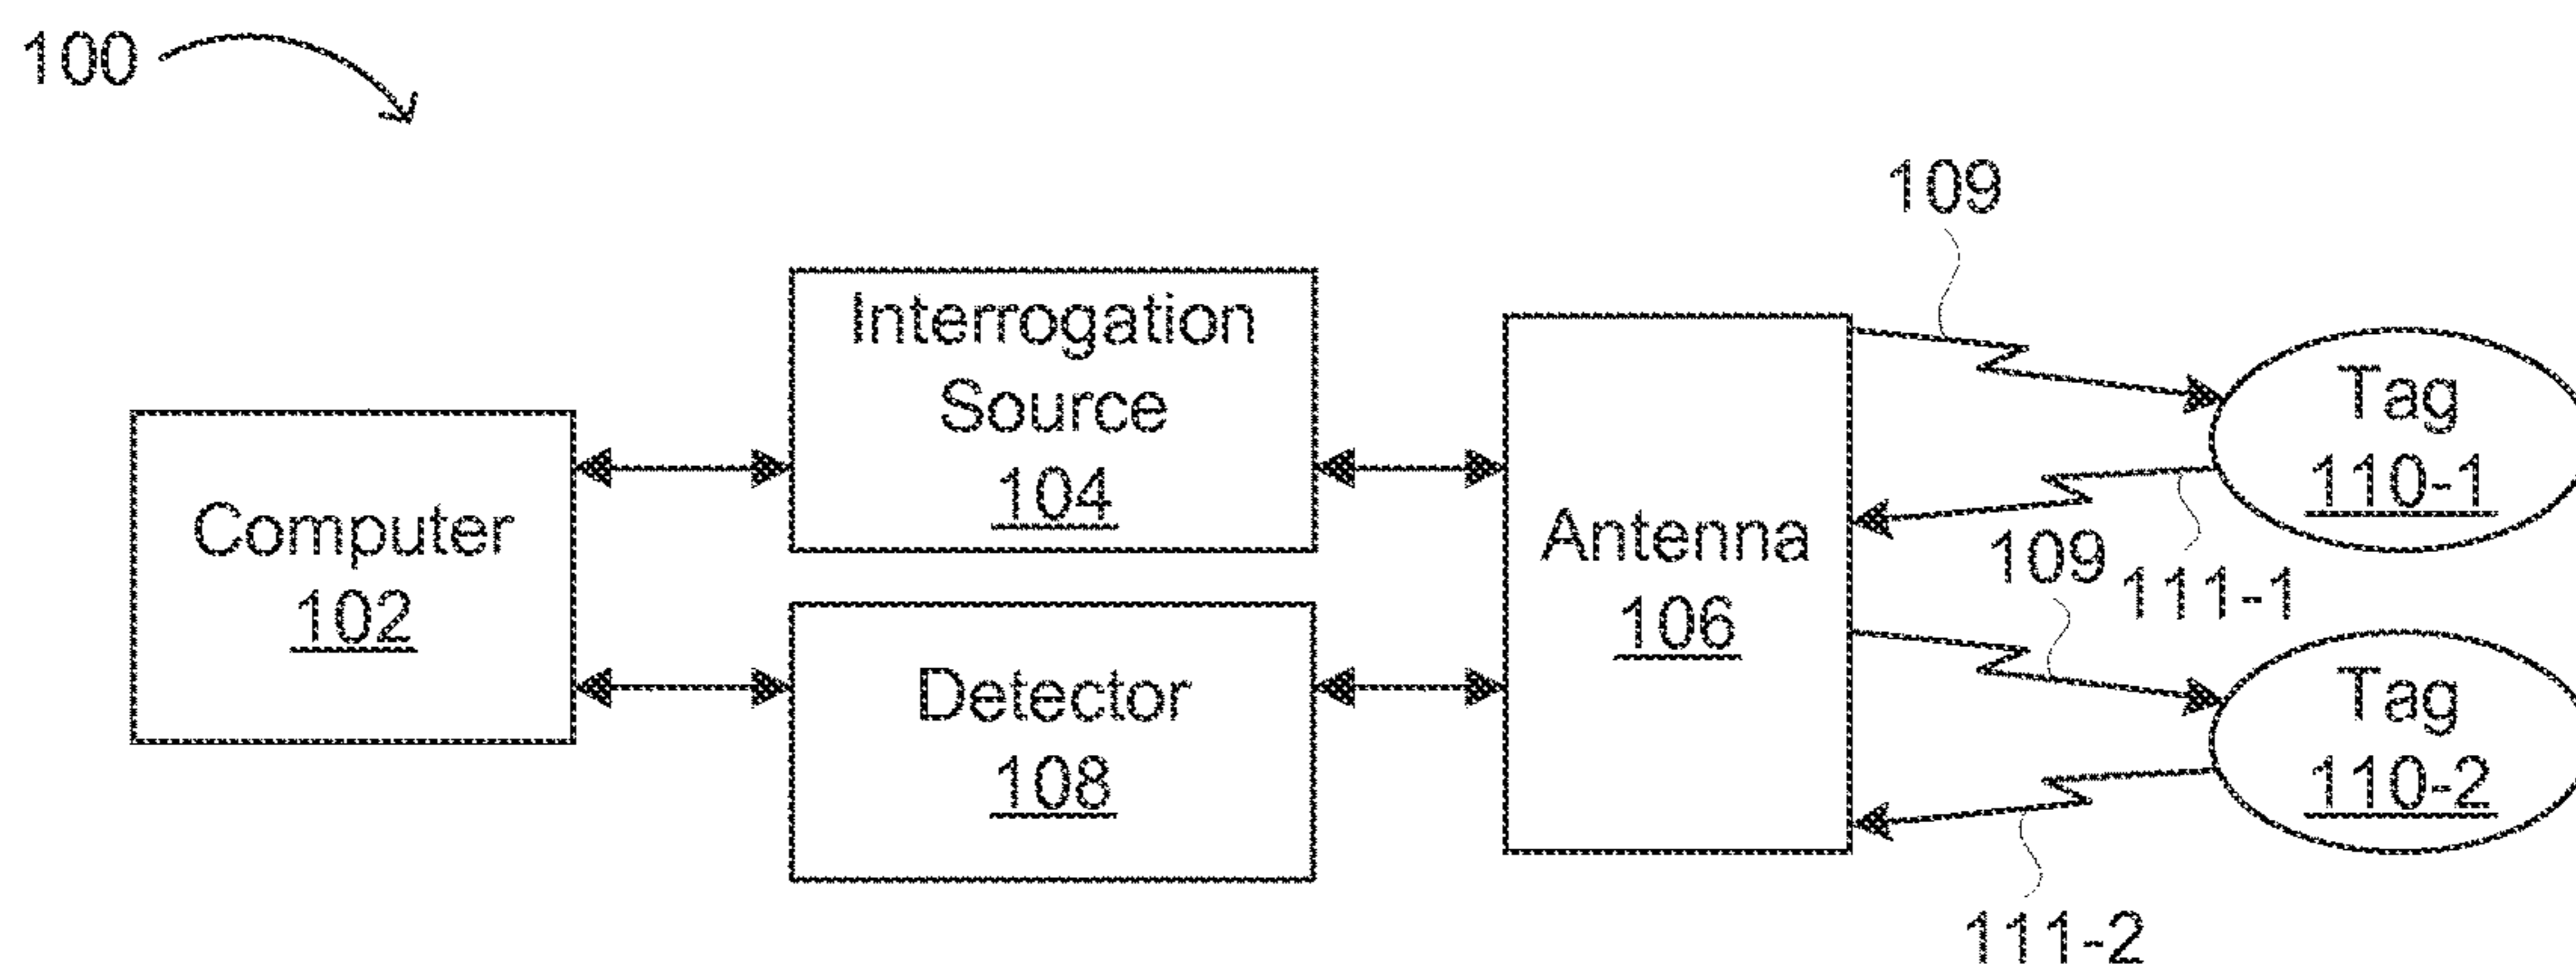 100
109
Interrogation
Source
104
Tag
110-1
Computer
102
Antenna
106
109
111-1
Detector
108
Tag
110-2
111-2